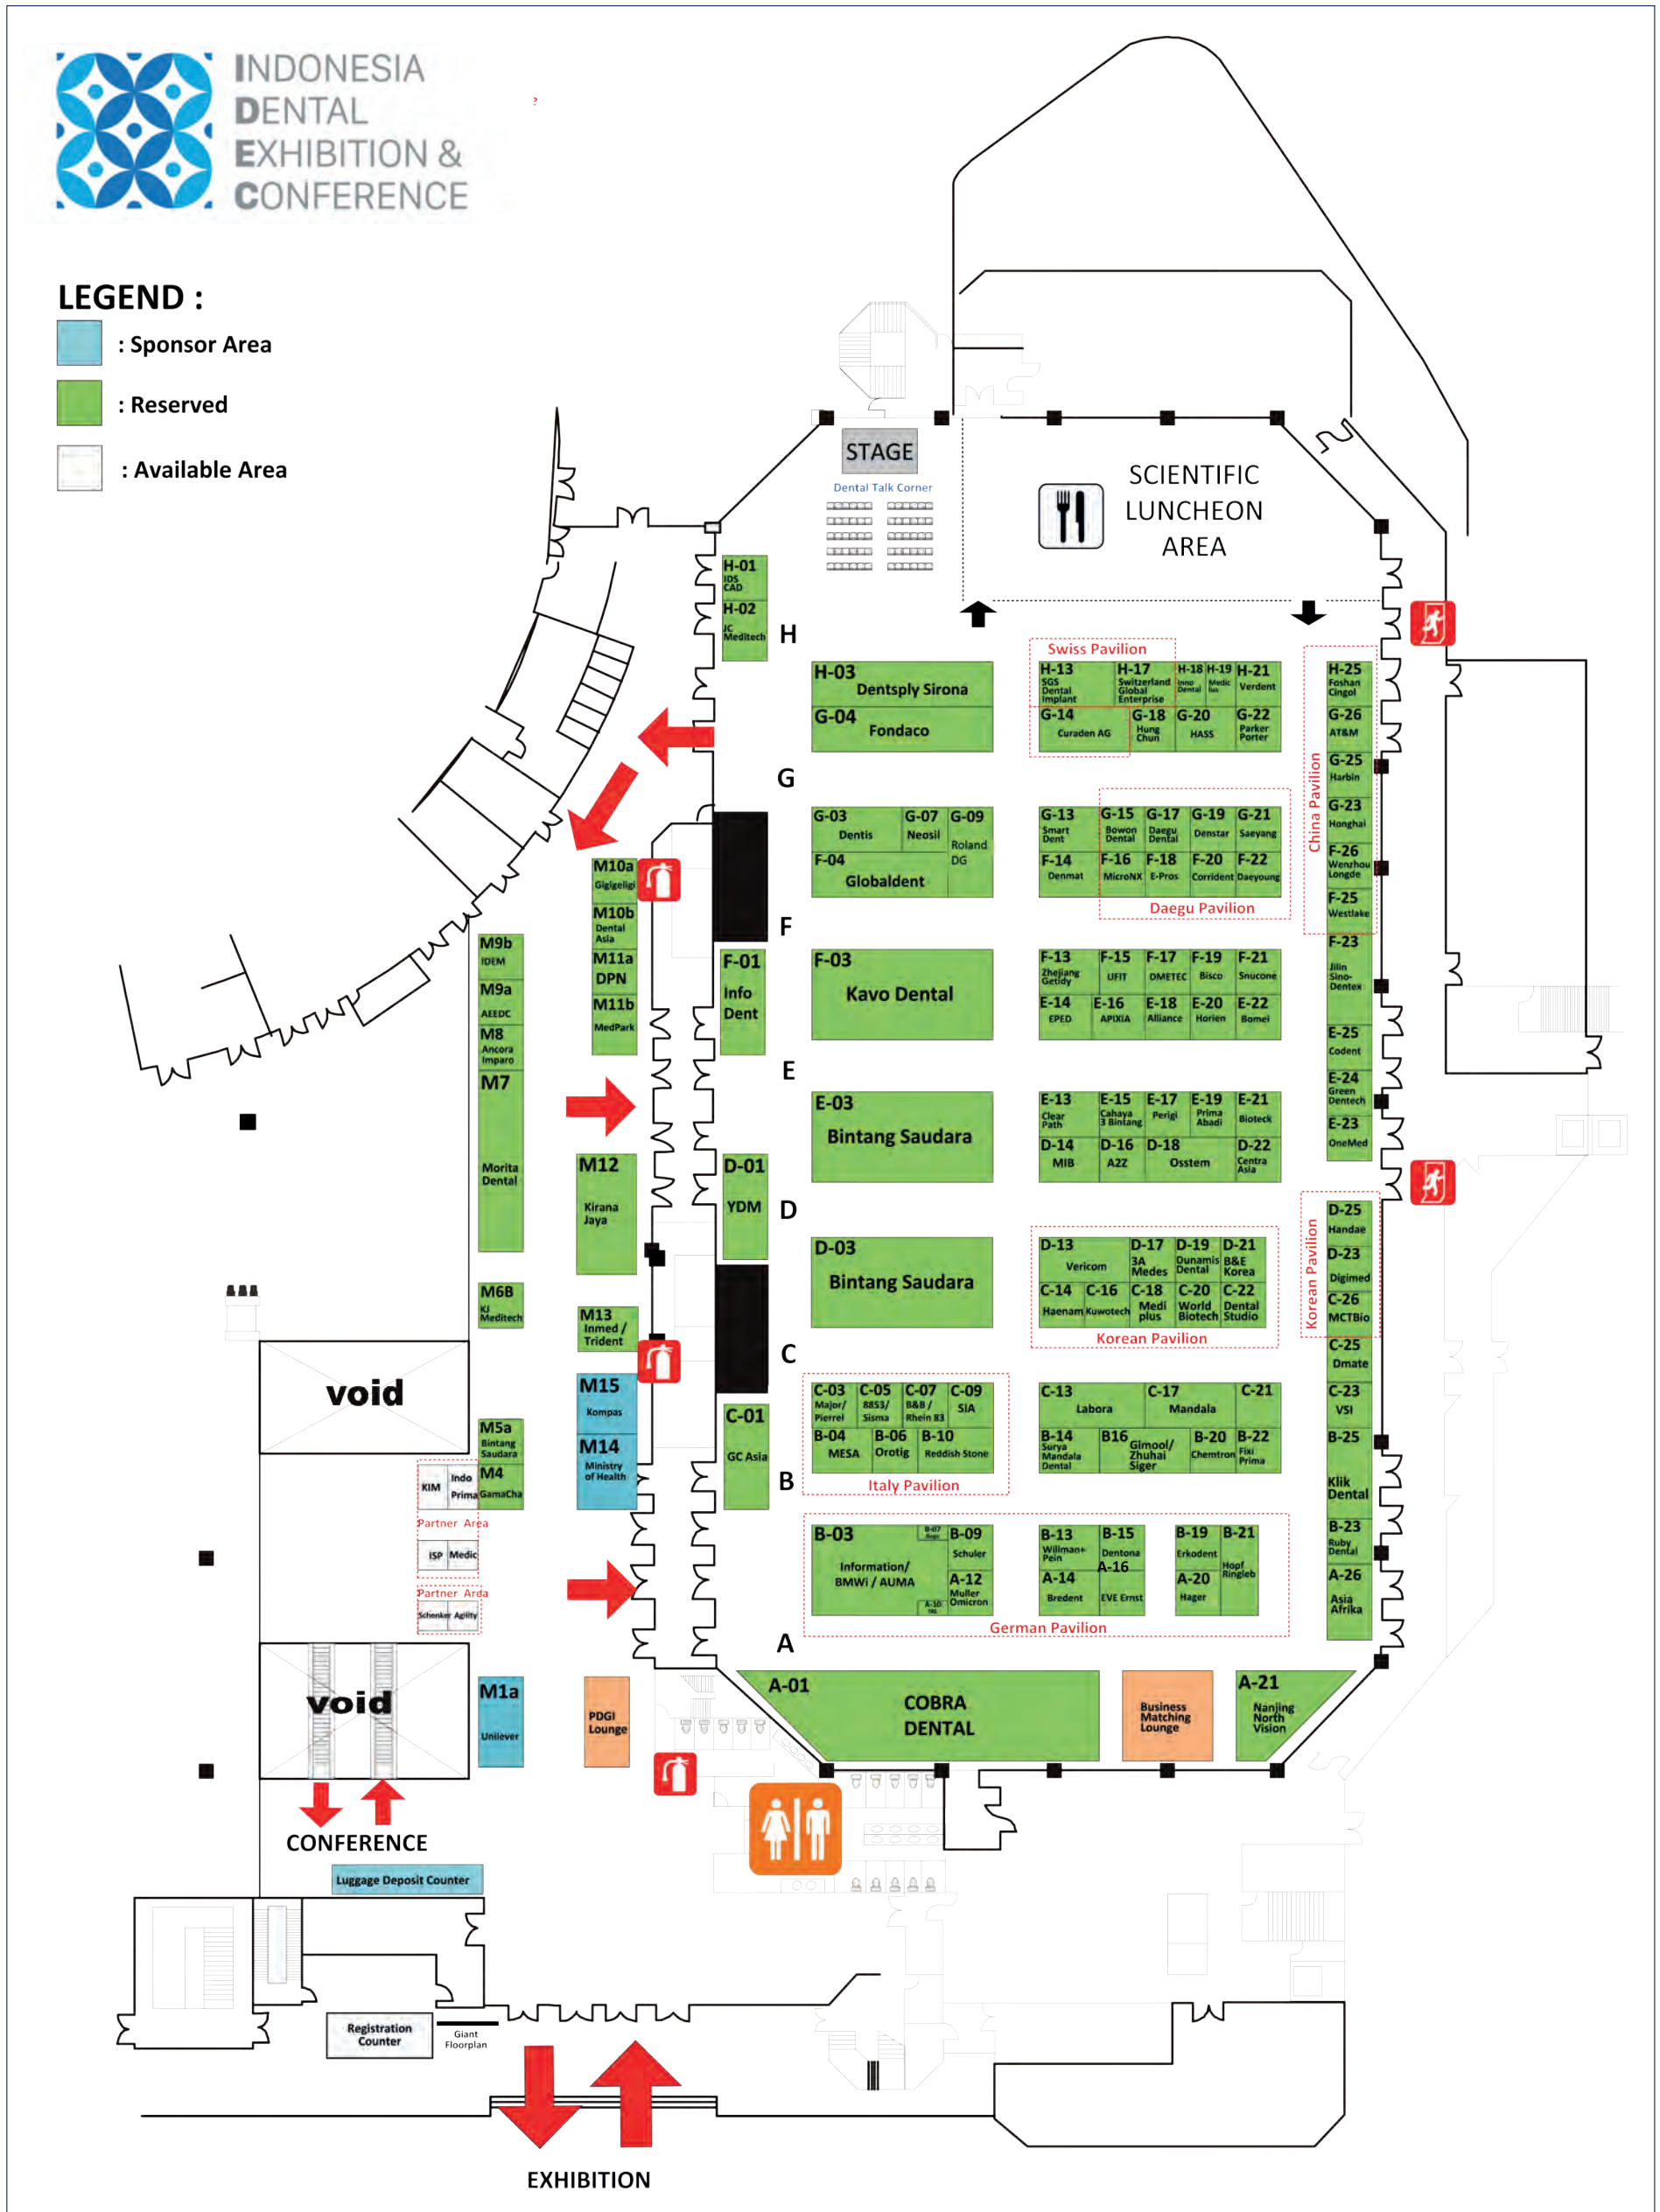 INDONESIA
DENTAL
EXHIBITION &
CONFERENCE
?
LEGEND :
: Sponsor Area
: Reserved
: Available Area
STAGE
Dental Talk Corner
SCIENTIFIC
LUNCHEON
AREA
H-01
IDS
CAD
H-02
JC
Meditech
H
Swiss Pavilion
H-03
Dentsply Sirona
G-04
Fondaco
H-13
SGS
Dental
Implant
H-17
Switzerland
Global
Enterprise
H-18
Inno
Dental
H-19
Medic
H-21
Verdent
G-14
Curaden AG
G-18
Hung
Chun
G-20
HASS
G-22
Parker
Porter
H-25
Foshan
Cingol
G-26
AT&M
G-25
Harbin
G-23
Honghai
F-26
Wenzhou
Longde
F-25
Westlake
China Pavilion
F-23
Jilin
Sino-
Dentex
E-25
Codent
E-24
Green
Dentech
E-23
OneMed
G
G-03
Dentis
G-07
Neosil
G-09
Roland
DG
F-04
Globaldent
G-13
Smart
Dent
G-15
Bowon
Dental
G-17
Daegu
Dental
G-19
Denstar
G-21
Saeyang
F-14
Denmat
F-16
MicroNX
F-18
E-Pros
F-20
Corrident
F-22
Daeyoung
Daegu Pavilion
F
M10a
Gigigeligi
M10b
Dental
Asia
M11a
DPN
M11b
MedPark
M9b
IDEM
M9a
AEEDC
M8
Ancora
Imparo
M7
Morita
Dental
F-01
Info
Dent
F-03
Kavo Dental
F-13
Zhejiang
Getidy
F-15
UFIT
F-17
DMETEC
F-19
Bisco
F-21
Snucone
E-14
EPED
E-16
APIXIA
E-18
Alliance
E-20
Horien
E-22
Bomei
E
E-03
Bintang Saudara
E-13
Clear
Path
E-15
Cahaya
3 Bintang
E-17
Perigi
E-19
Prima
Abadi
E-21
Bioteck
D-14
MIB
D-16
A2Z
D-18
Osstem
D-22
Centra
Asia
M12
Kirana
Jaya
D-01
YDM
D
D-03
Bintang Saudara
D-13
Vericom
D-17
3A
Medes
D-19
Dunamis
Dental
D-21
B&E
Korea
C-14
Haenam
C-16
Kuwotech
C-18
Medi
plus
C-20
World
Biotech
C-22
Dental
Studio
Korean Pavilion
Korean Pavilion
D-25
Handae
D-23
Digimed
C-26
MCTBio
C-25
Dmate
C-23
VSI
B-25
Klik
Dental
B-23
Ruby
Dental
A-26
Asia
Afrika
M6B
KJ
Meditech
M13
Inmed /
Trident
C
void
M15
Kompas
M14
Ministry
of Health
M5a
Bintang
Saudara
M4
GamaCha
KIM
Indo
Prima
Partner Area
ISP
Medic
Partner Area
Schenker
Agility
C-01
GC Asia
B
C-03
Major/
Pierrel
C-05
8853/
Sisma
C-07
B&B /
Rhein 83
C-09
SIA
B-04
MESA
B-06
Orotig
B-10
Reddish Stone
Italy Pavilion
C-13
Labora
C-17
Mandala
C-21
B-14
Surya
Mandala
Dental
B16
Gimool/
Zhuhai
Siger
B-20
Chemtron
B-22
Fixi
Prima
B-03
Information/
BMWi / AUMA
B-07
B-09
Schuler
A-12
Muller
Omicron
A-10
B-13
Willman+
Pein
B-15
Dentona
A-16
A-14
Bredent
EVE Ernst
B-19
Erkodent
B-21
Hopf
Ringleb
A-20
Hager
German Pavilion
A
A-01
COBRA
DENTAL
Business
Matching
Lounge
A-21
Nanjing
North
Vision
void
M1a
Unilever
PDGI
Lounge
CONFERENCE
Luggage Deposit Counter
Registration
Counter
Giant
Floorplan
EXHIBITION